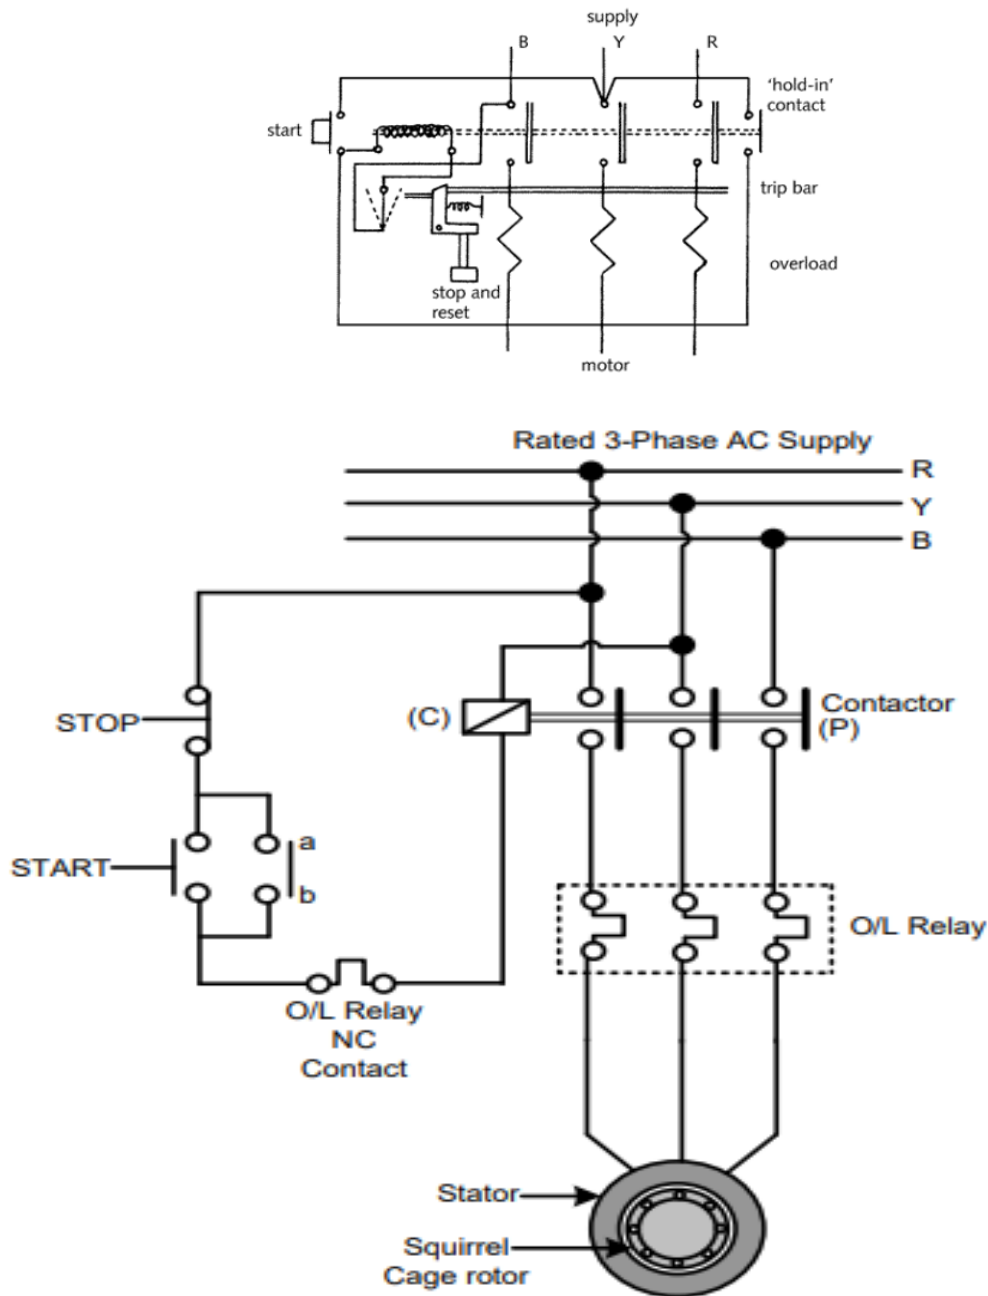 supply
B
Y
R
'hold-in'
contact
start
trip bar
overload
stop and
reset
motor
Rated 3-Phase AC Supply
R
Y
B
STOP
(C)
Contactor
(P)
START
a
b
O/L Relay
O/L Relay
NC
Contact
Stator
Squirrel
Cage rotor